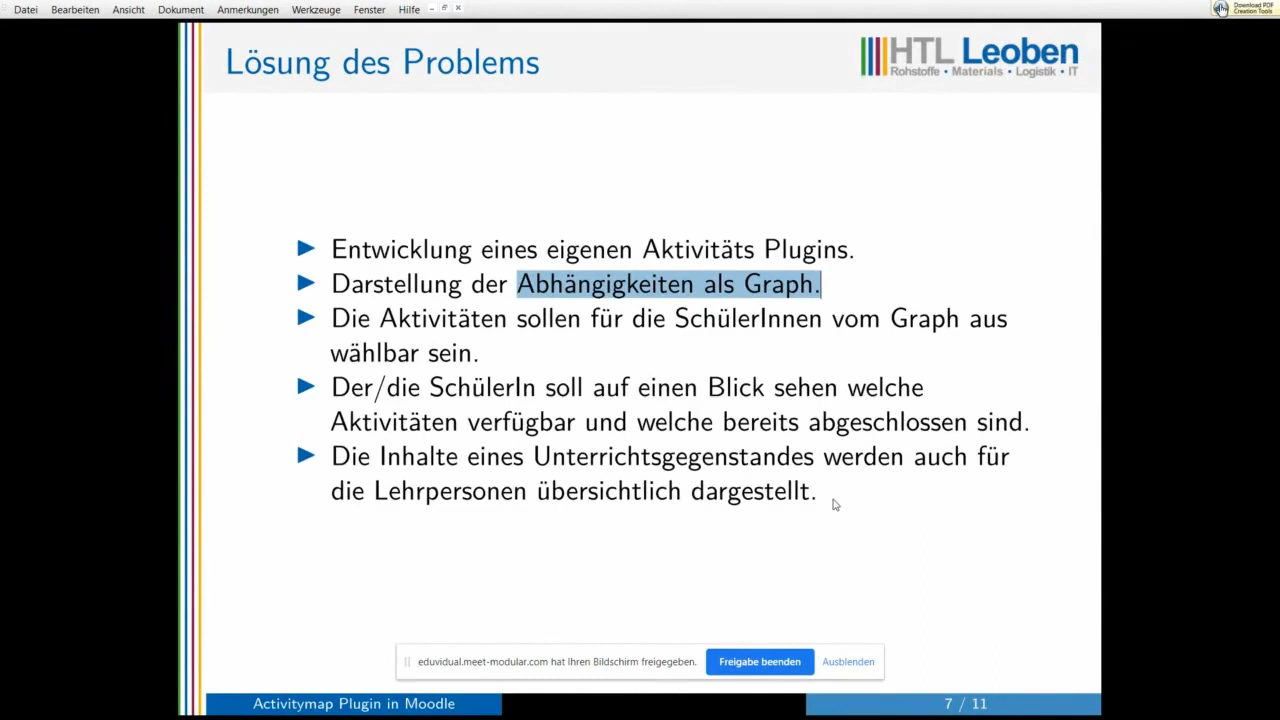 Datei Bearbeiten Ansicht Dokument Anmerkungen Werkzeuge Fenster Hilfe
Download PDF
Creation Tools
Lösung des Problems
HTL Leoben
Rohstoffe • Materials • Logistik • IT
Entwicklung eines eigenen Aktivitäts Plugins.
Darstellung der Abhängigkeiten als Graph.
Die Aktivitäten sollen für die SchülerInnen vom Graph aus
wählbar sein.
Der/die SchülerIn soll auf einen Blick sehen welche
Aktivitäten verfügbar und welche bereits abgeschlossen sind.
Die Inhalte eines Unterrichtsgegenstandes werden auch für
die Lehrpersonen übersichtlich dargestellt.
eduvidual.meet-modular.com hat Ihren Bildschirm freigegeben. Freigabe beenden Ausblenden
Activitymap Plugin in Moodle 7 / 11